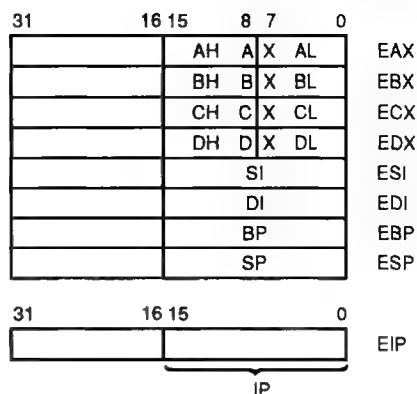 31 16 15 8 7 0
AH A X AL EAX
BH B X BL EBX
CH C X CL ECX
DH D X DL EDX
SI ESI
DI EDI
BP EBP
SP ESP
31 16 15 0
EIP
IP